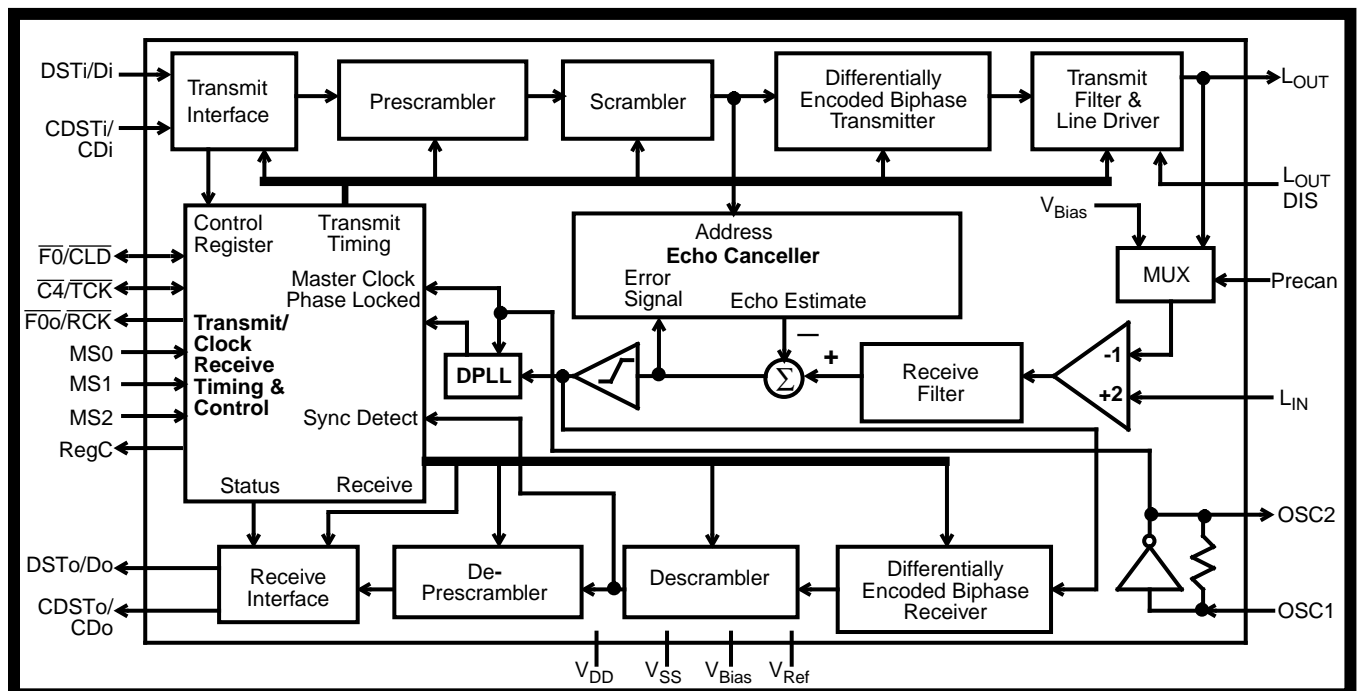 DSTi/Di
CDSTi/
CDi
Transmit
Interface
Prescrambler
Scrambler
Differentially
Encoded Biphase
Transmitter
Transmit
Filter &
Line Driver
LOUT
LOUT
DIS
VBias
MUX
Precan
Control
Register
Transmit
Timing
Master Clock
Phase Locked
Transmit/
Clock
Receive
Timing &
Control
Sync Detect
Status
Receive
F0/CLD
C4/TCK
F0o/RCK
MS0
MS1
MS2
RegC
Address
Echo Canceller
Error
Signal
Echo Estimate
DPLL
Σ
−
+
Receive
Filter
-1
+2
LIN
OSC2
OSC1
DSTo/Do
CDSTo/
CDo
Receive
Interface
De-
Prescrambler
Descrambler
Differentially
Encoded Biphase
Receiver
VDD
VSS
VBias
VRef